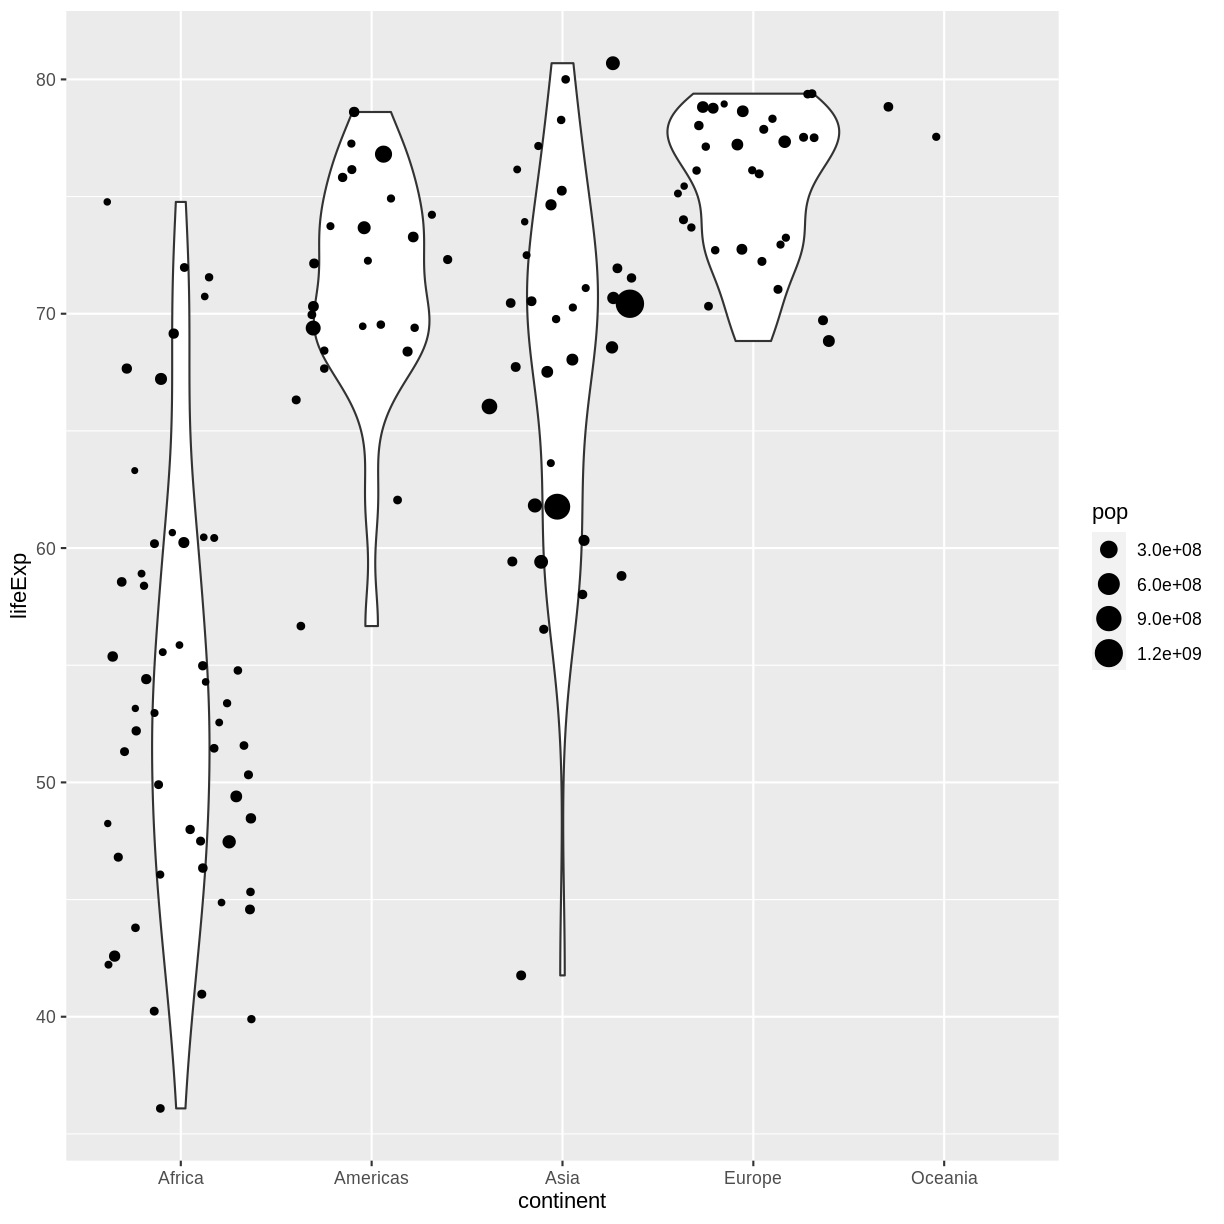 80
70
60
50
40
lifeExp
Africa
Americas
Asia
Europe
Oceania
continent
pop
3.0e+08
6.0e+08
9.0e+08
1.2e+09